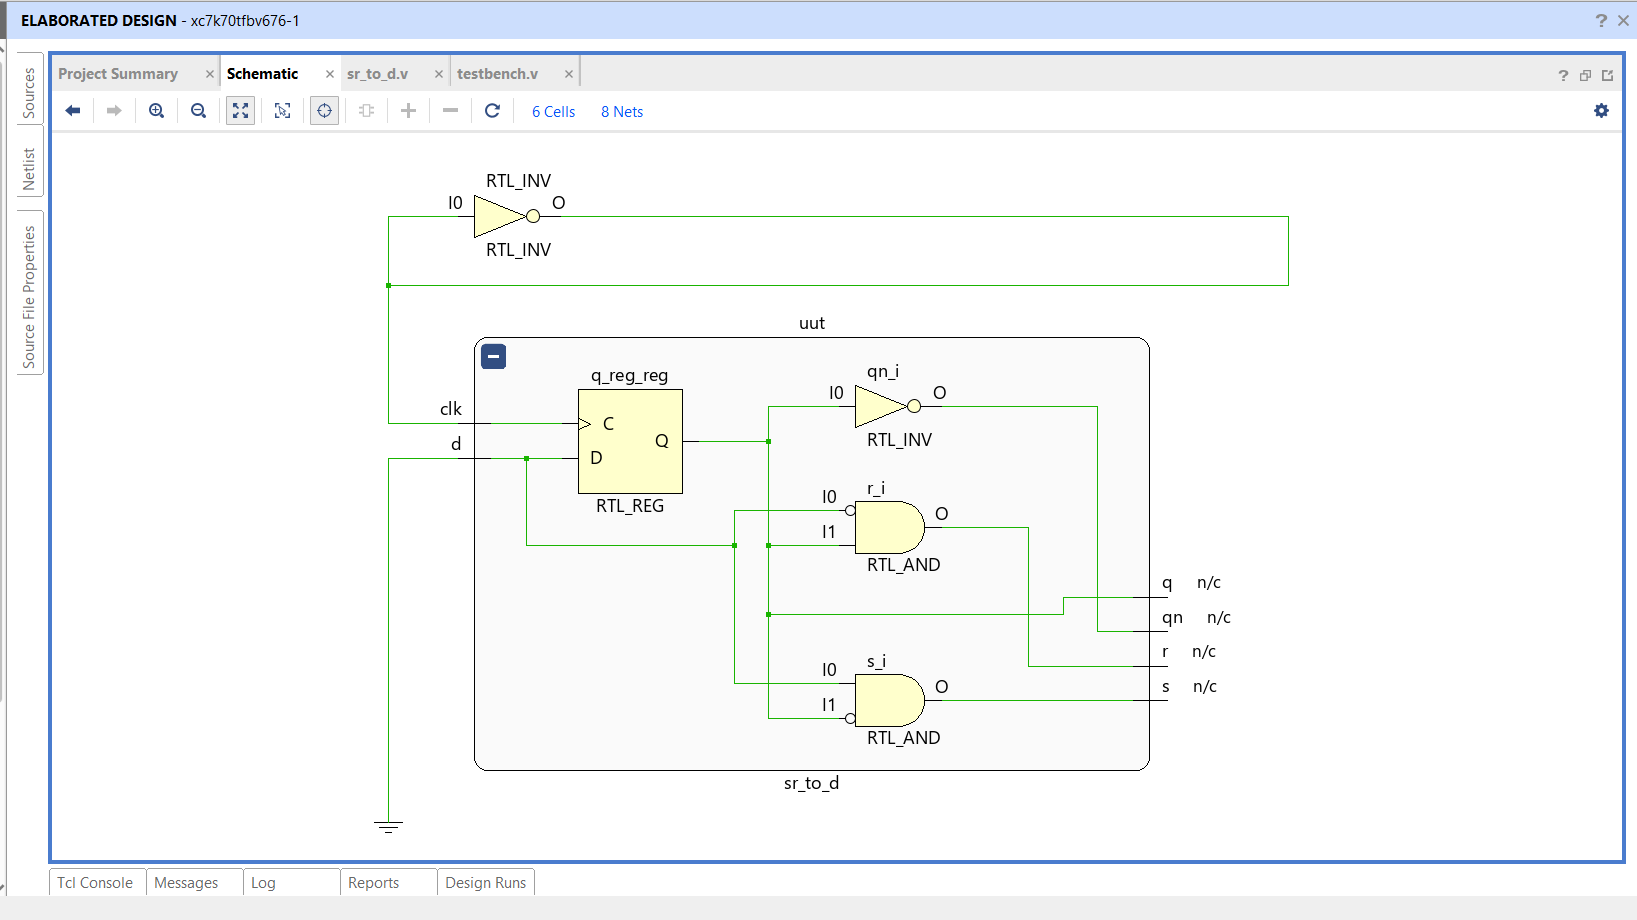 ELABORATED DESIGN - xc7k70tfbv676-1
? ×
Sources
Netlist
Source File Properties
Project Summary × Schematic × sr_to_d.v × testbench.v ×
?
6 Cells 8 Nets
RTL_INV
I0 O
RTL_INV
uut
q_reg_reg
qn_i
I0 O
clk
C
Q
RTL_INV
d
D
RTL_REG
r_i
I0
O
I1
RTL_AND
q n/c
qn n/c
r n/c
s_i
I0
O
s n/c
I1
RTL_AND
sr_to_d
Tcl Console Messages Log Reports Design Runs